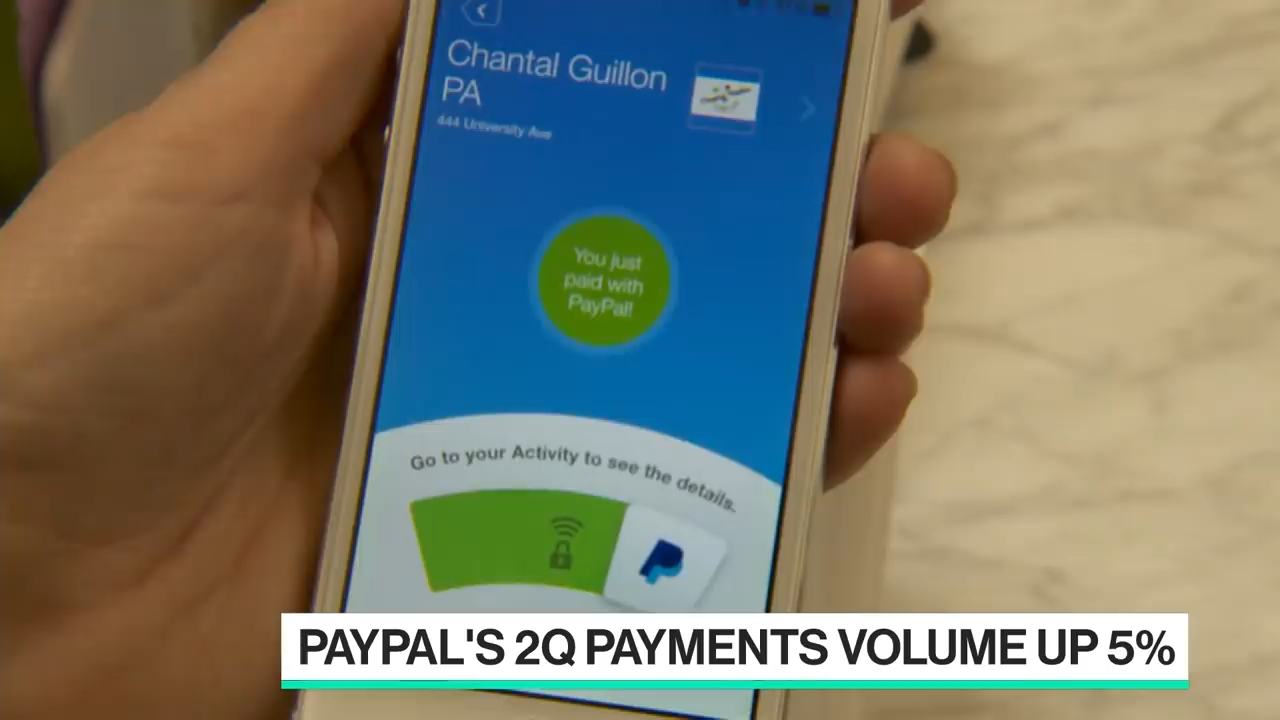 Chantal Guillon
PA
444 University Ave
You just
paid with
PayPal!
Go to your Activity to see the details.
PAYPAL'S 2Q PAYMENTS VOLUME UP 5%